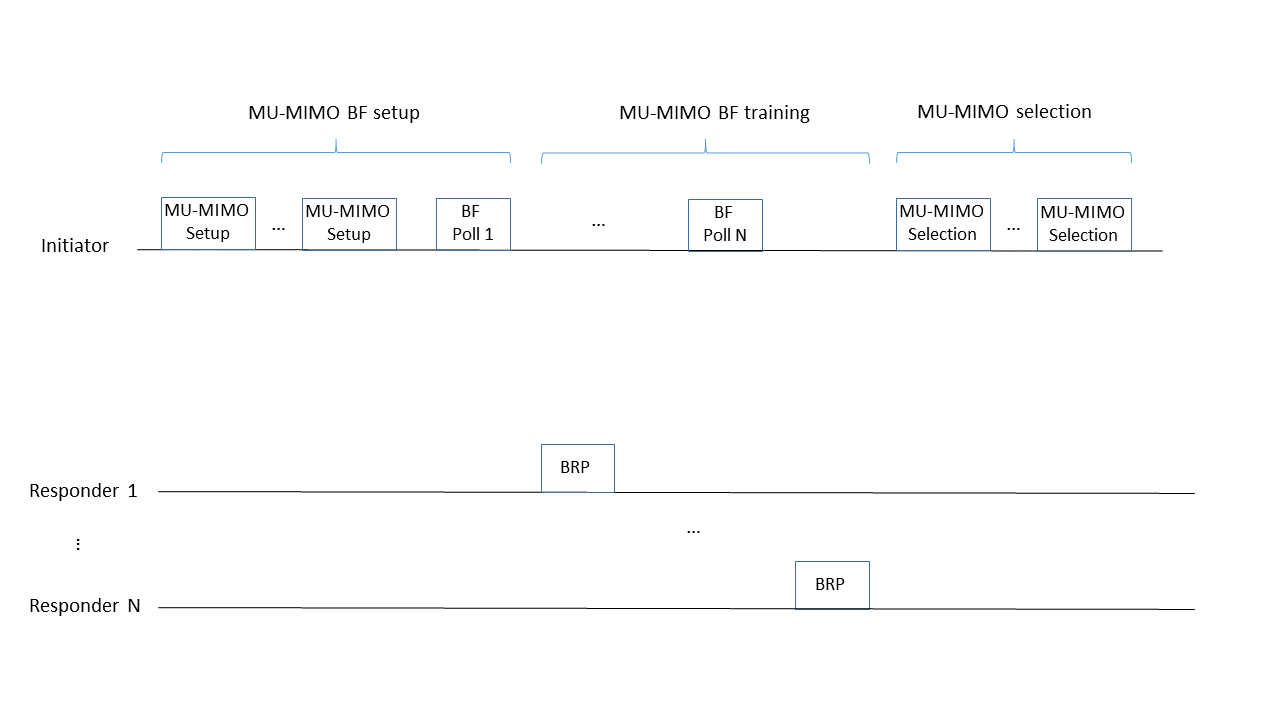 MU-MIMO BF setup
MU-MIMO BF training
MU-MIMO selection
MU-MIMO
Setup
...
MU-MIMO
Setup
BF
Poll 1
...
BF
Poll N
MU-MIMO
Selection
...
MU-MIMO
Selection
Initiator
BRP
Responder 1
...
...
BRP
Responder N